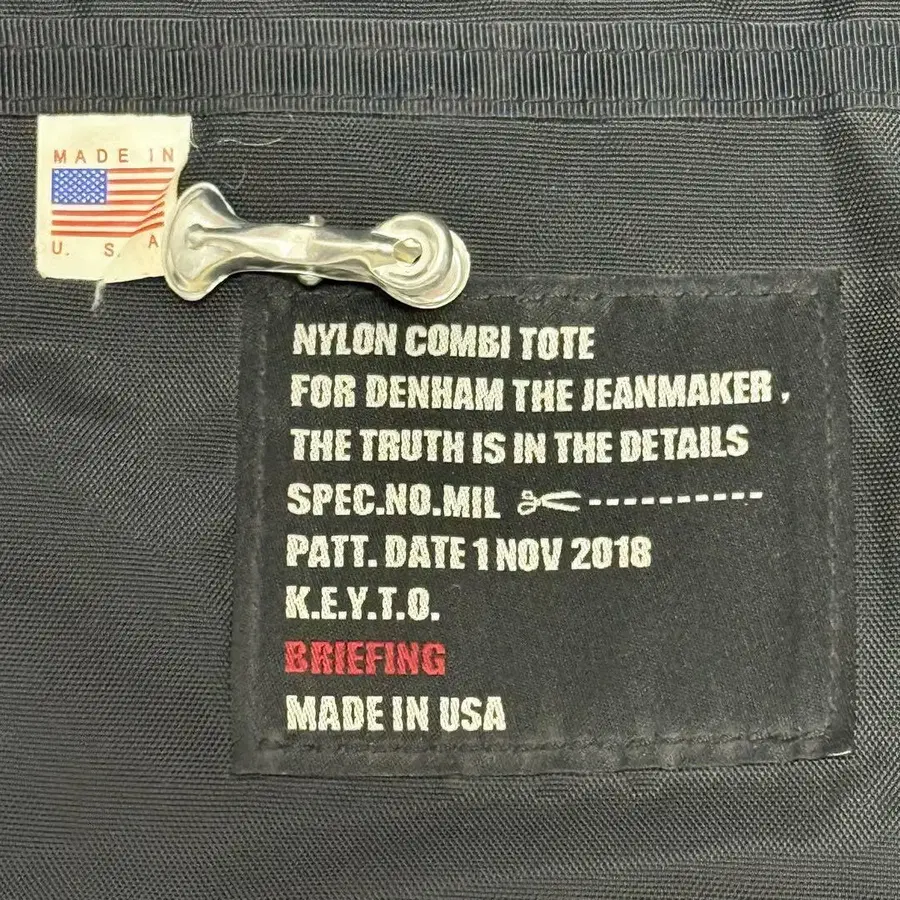 MADE IN
U. S. A
NYLON COMBI TOTE
FOR DENHAM THE JEANMAKER ,
THE TRUTH IS IN THE DETAILS
SPEC.NO.MIL ----------
PATT. DATE 1 NOV 2018
K.E.Y.T.O.
BRIEFING
MADE IN USA